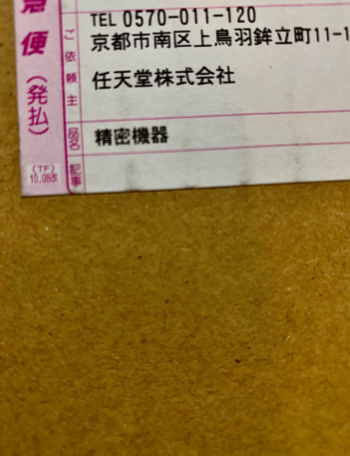 急便(発払)
TEL 0570-011-120
京都市南区上鳥羽鉾立町11-1
ご依頼主
任天堂株式会社
品名
精密機器
記事
(TF)